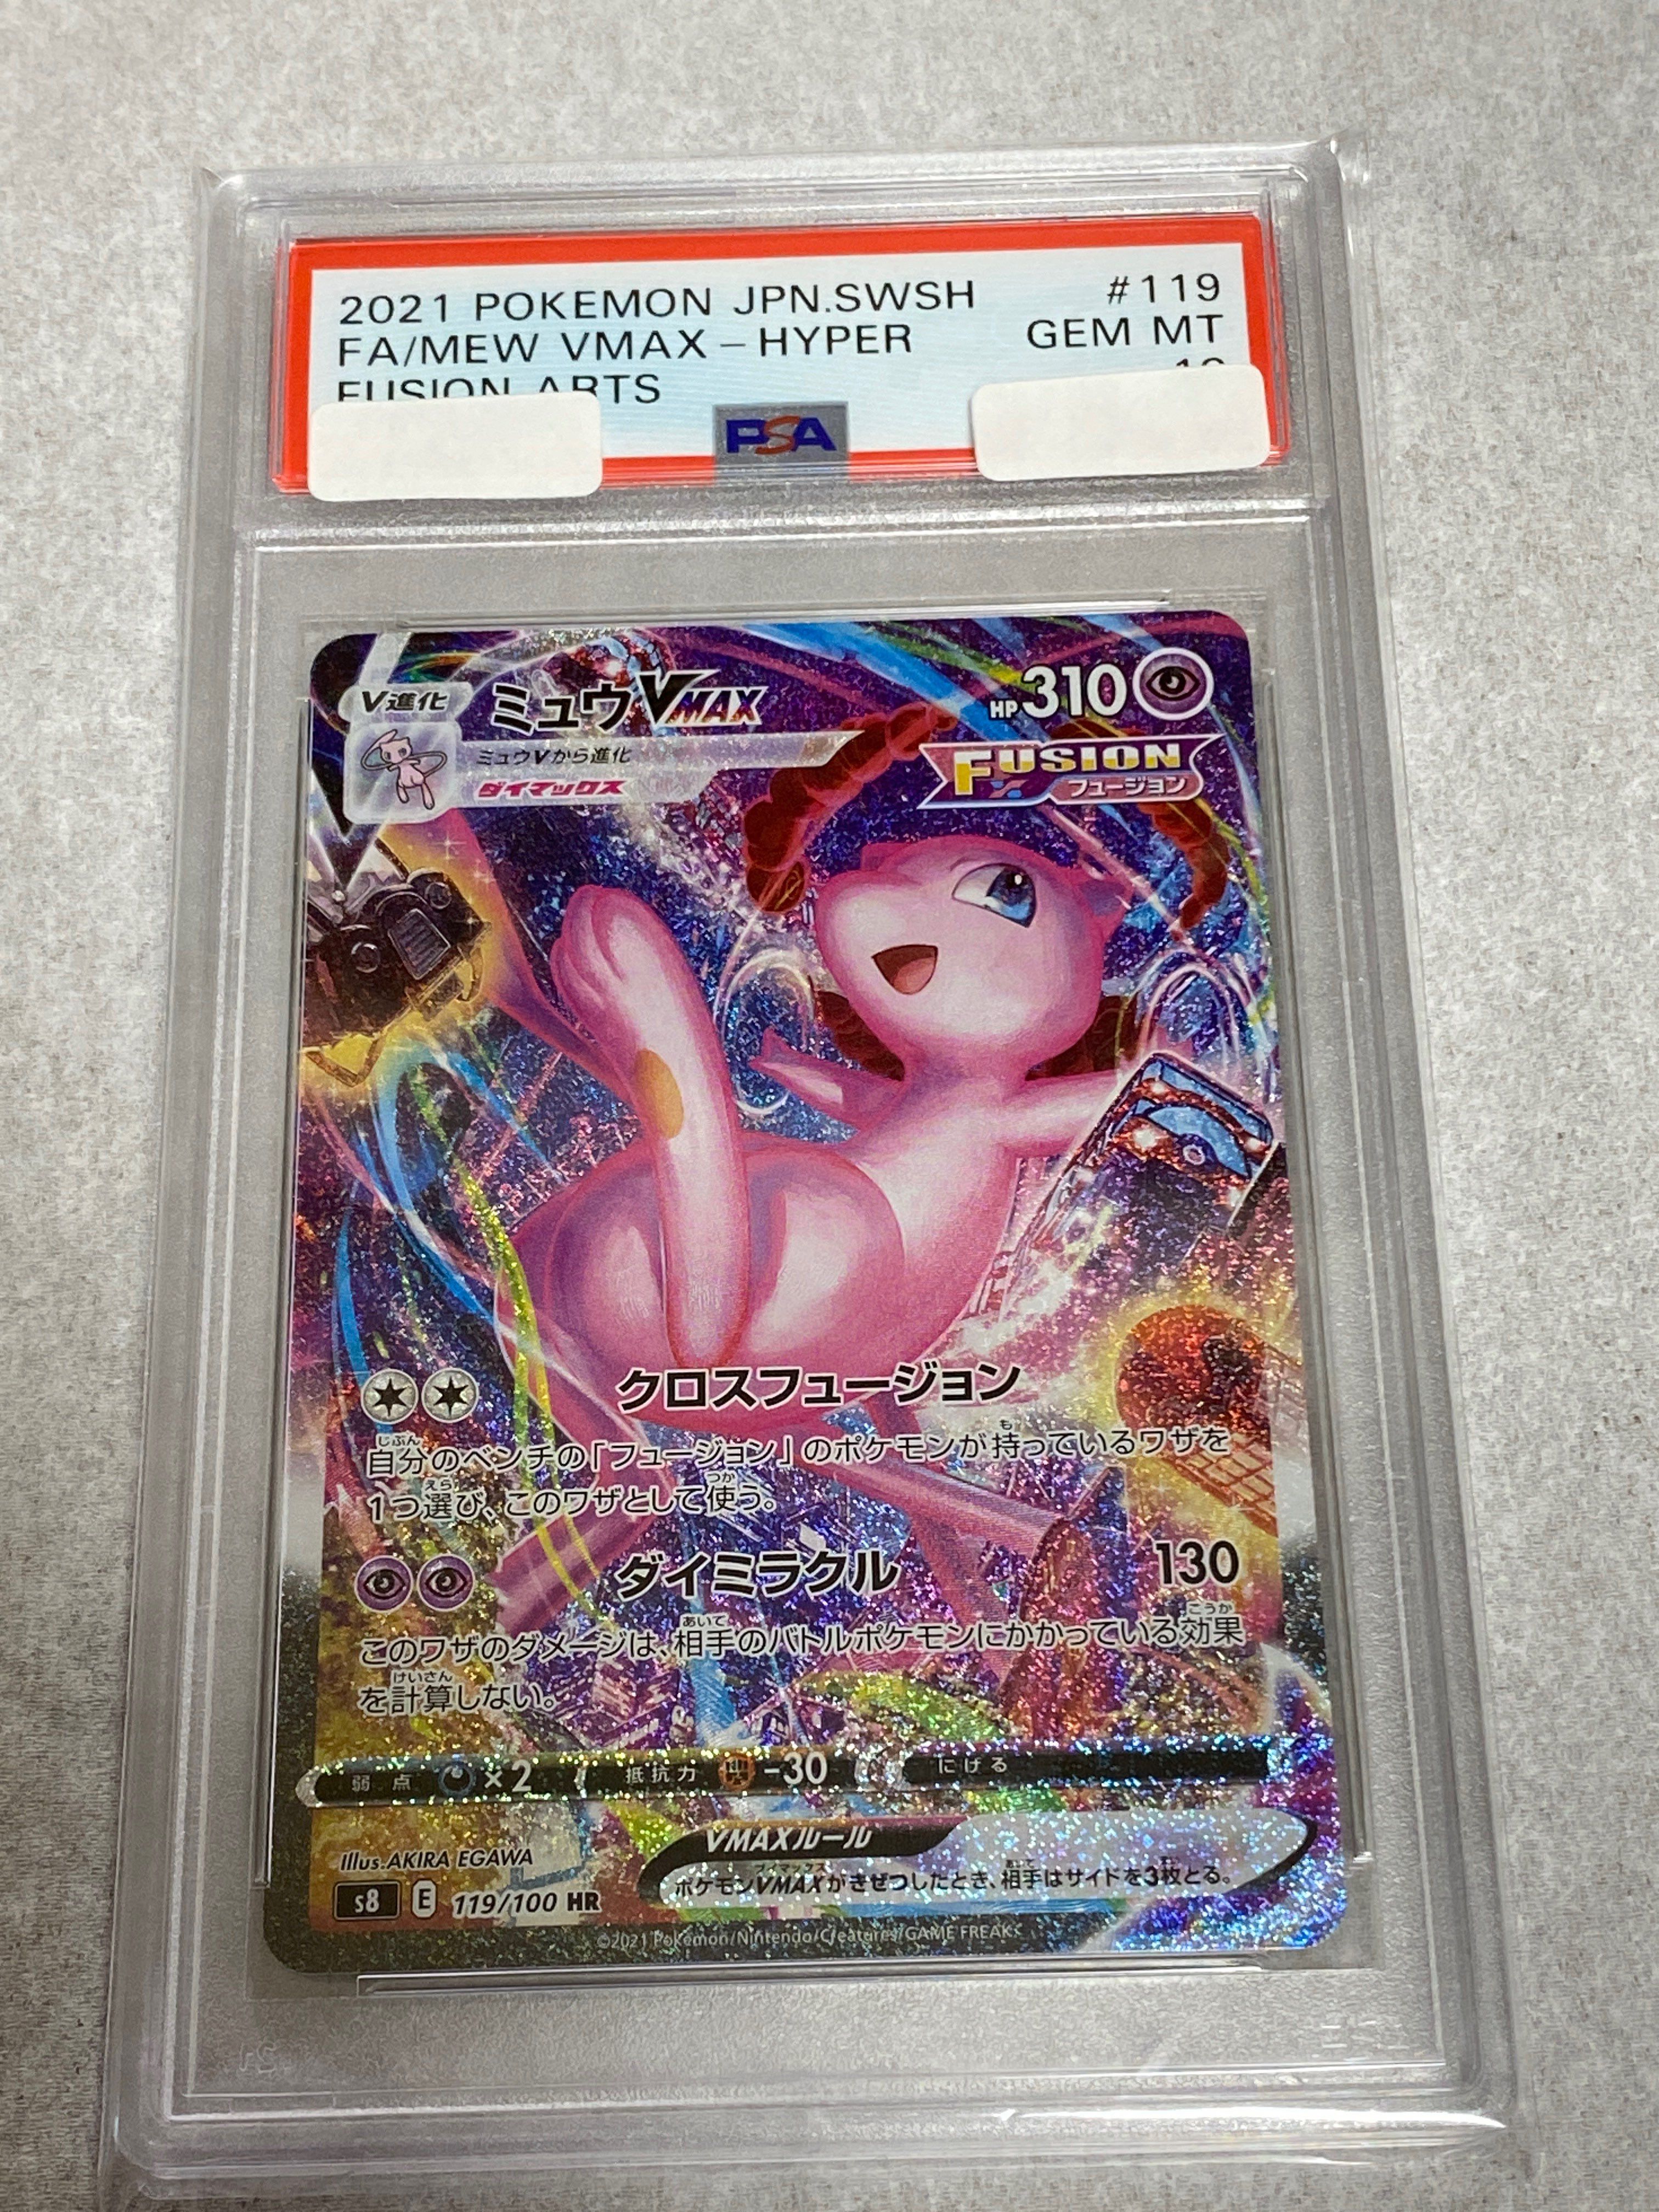 2021 POKEMON JPN.SWSH #119
FA/MEW VMAX-HYPER GEM MT
FUSION ARTS 10
PSA
V進化 ミュウVMAX HP310
ミュウVから進化
ダイマックス
FUSION
フュージョン
クロスフュージョン
自分のベンチの「フュージョン」のポケモンが持っているワザを
1つ選び、このワザとして使う。
ダイミラクル 130
このワザのダメージは、相手のバトルポケモンにかかっている効果
を計算しない。
弱点 ×2 抵抗力 -30 にげる
VMAXルール
ポケモンVMAXがきぜつしたとき、相手はサイドを3枚とる。
Illus.AKIRA EGAWA
s8 E 119/100 HR
©2021 Pokémon/Nintendo/Creatures/GAME FREAK